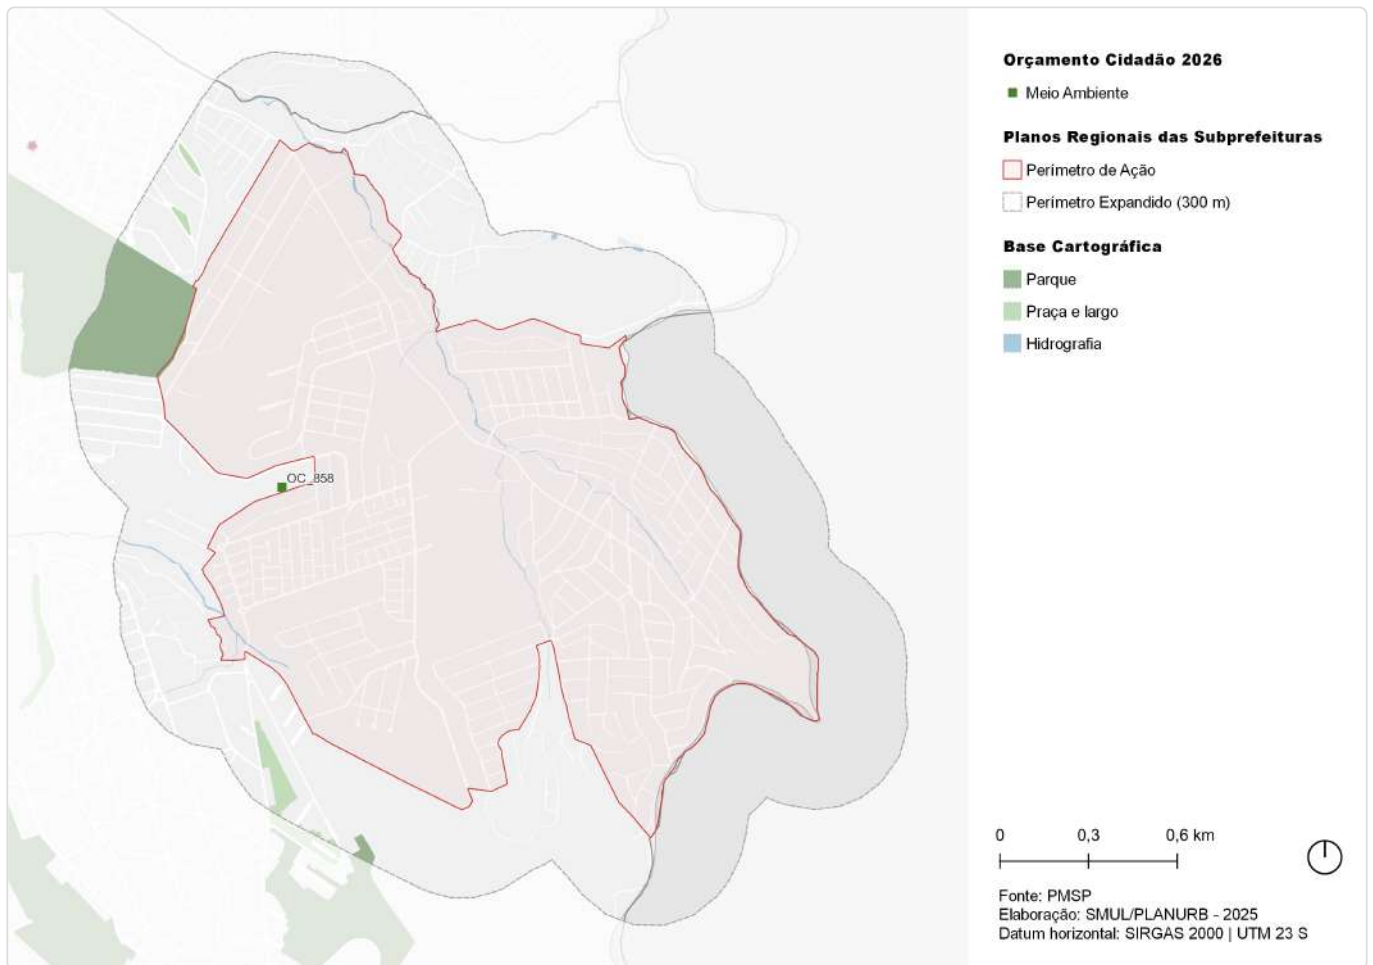 Orçamento Cidadão 2026
Meio Ambiente
Planos Regionais das Subprefeituras
Perímetro de Ação
Perímetro Expandido (300 m)
Base Cartográfica
Parque
Praça e largo
Hidrografia
OC_858
0 0,3 0,6 km
Fonte: PMSP
Elaboração: SMUL/PLANURB - 2025
Datum horizontal: SIRGAS 2000 | UTM 23 S